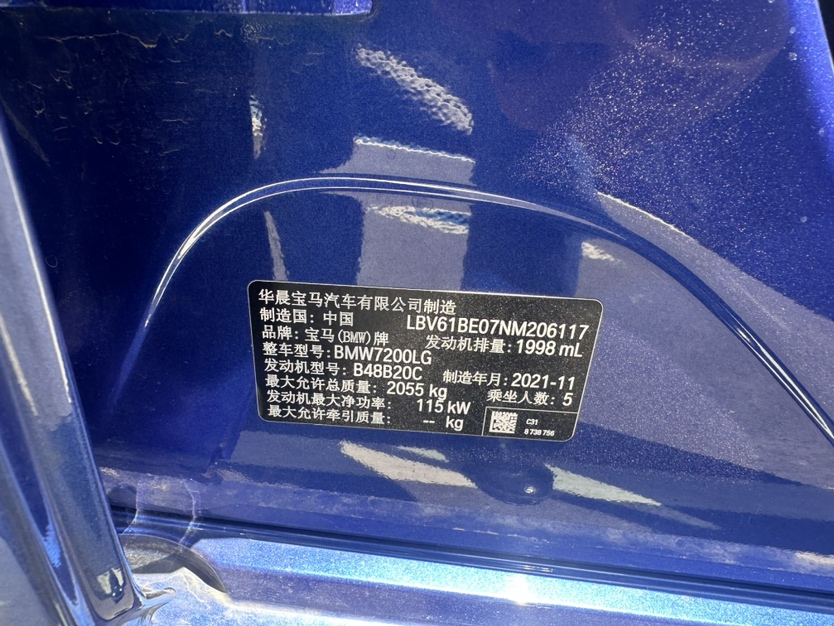 华晨宝马汽车有限公司制造
制造国: 中国 LBV61BE07NM206117
品牌: 宝马(BMW)牌 发动机排量: 1998 mL
整车型号: BMW7200LG
发动机型号: B48B20C 制造年月: 2021-11
最大允许总质量: 2055 kg 乘坐人数: 5
发动机最大净功率: 115 kW
最大允许牵引质量: -- kg
C31
8 738 756